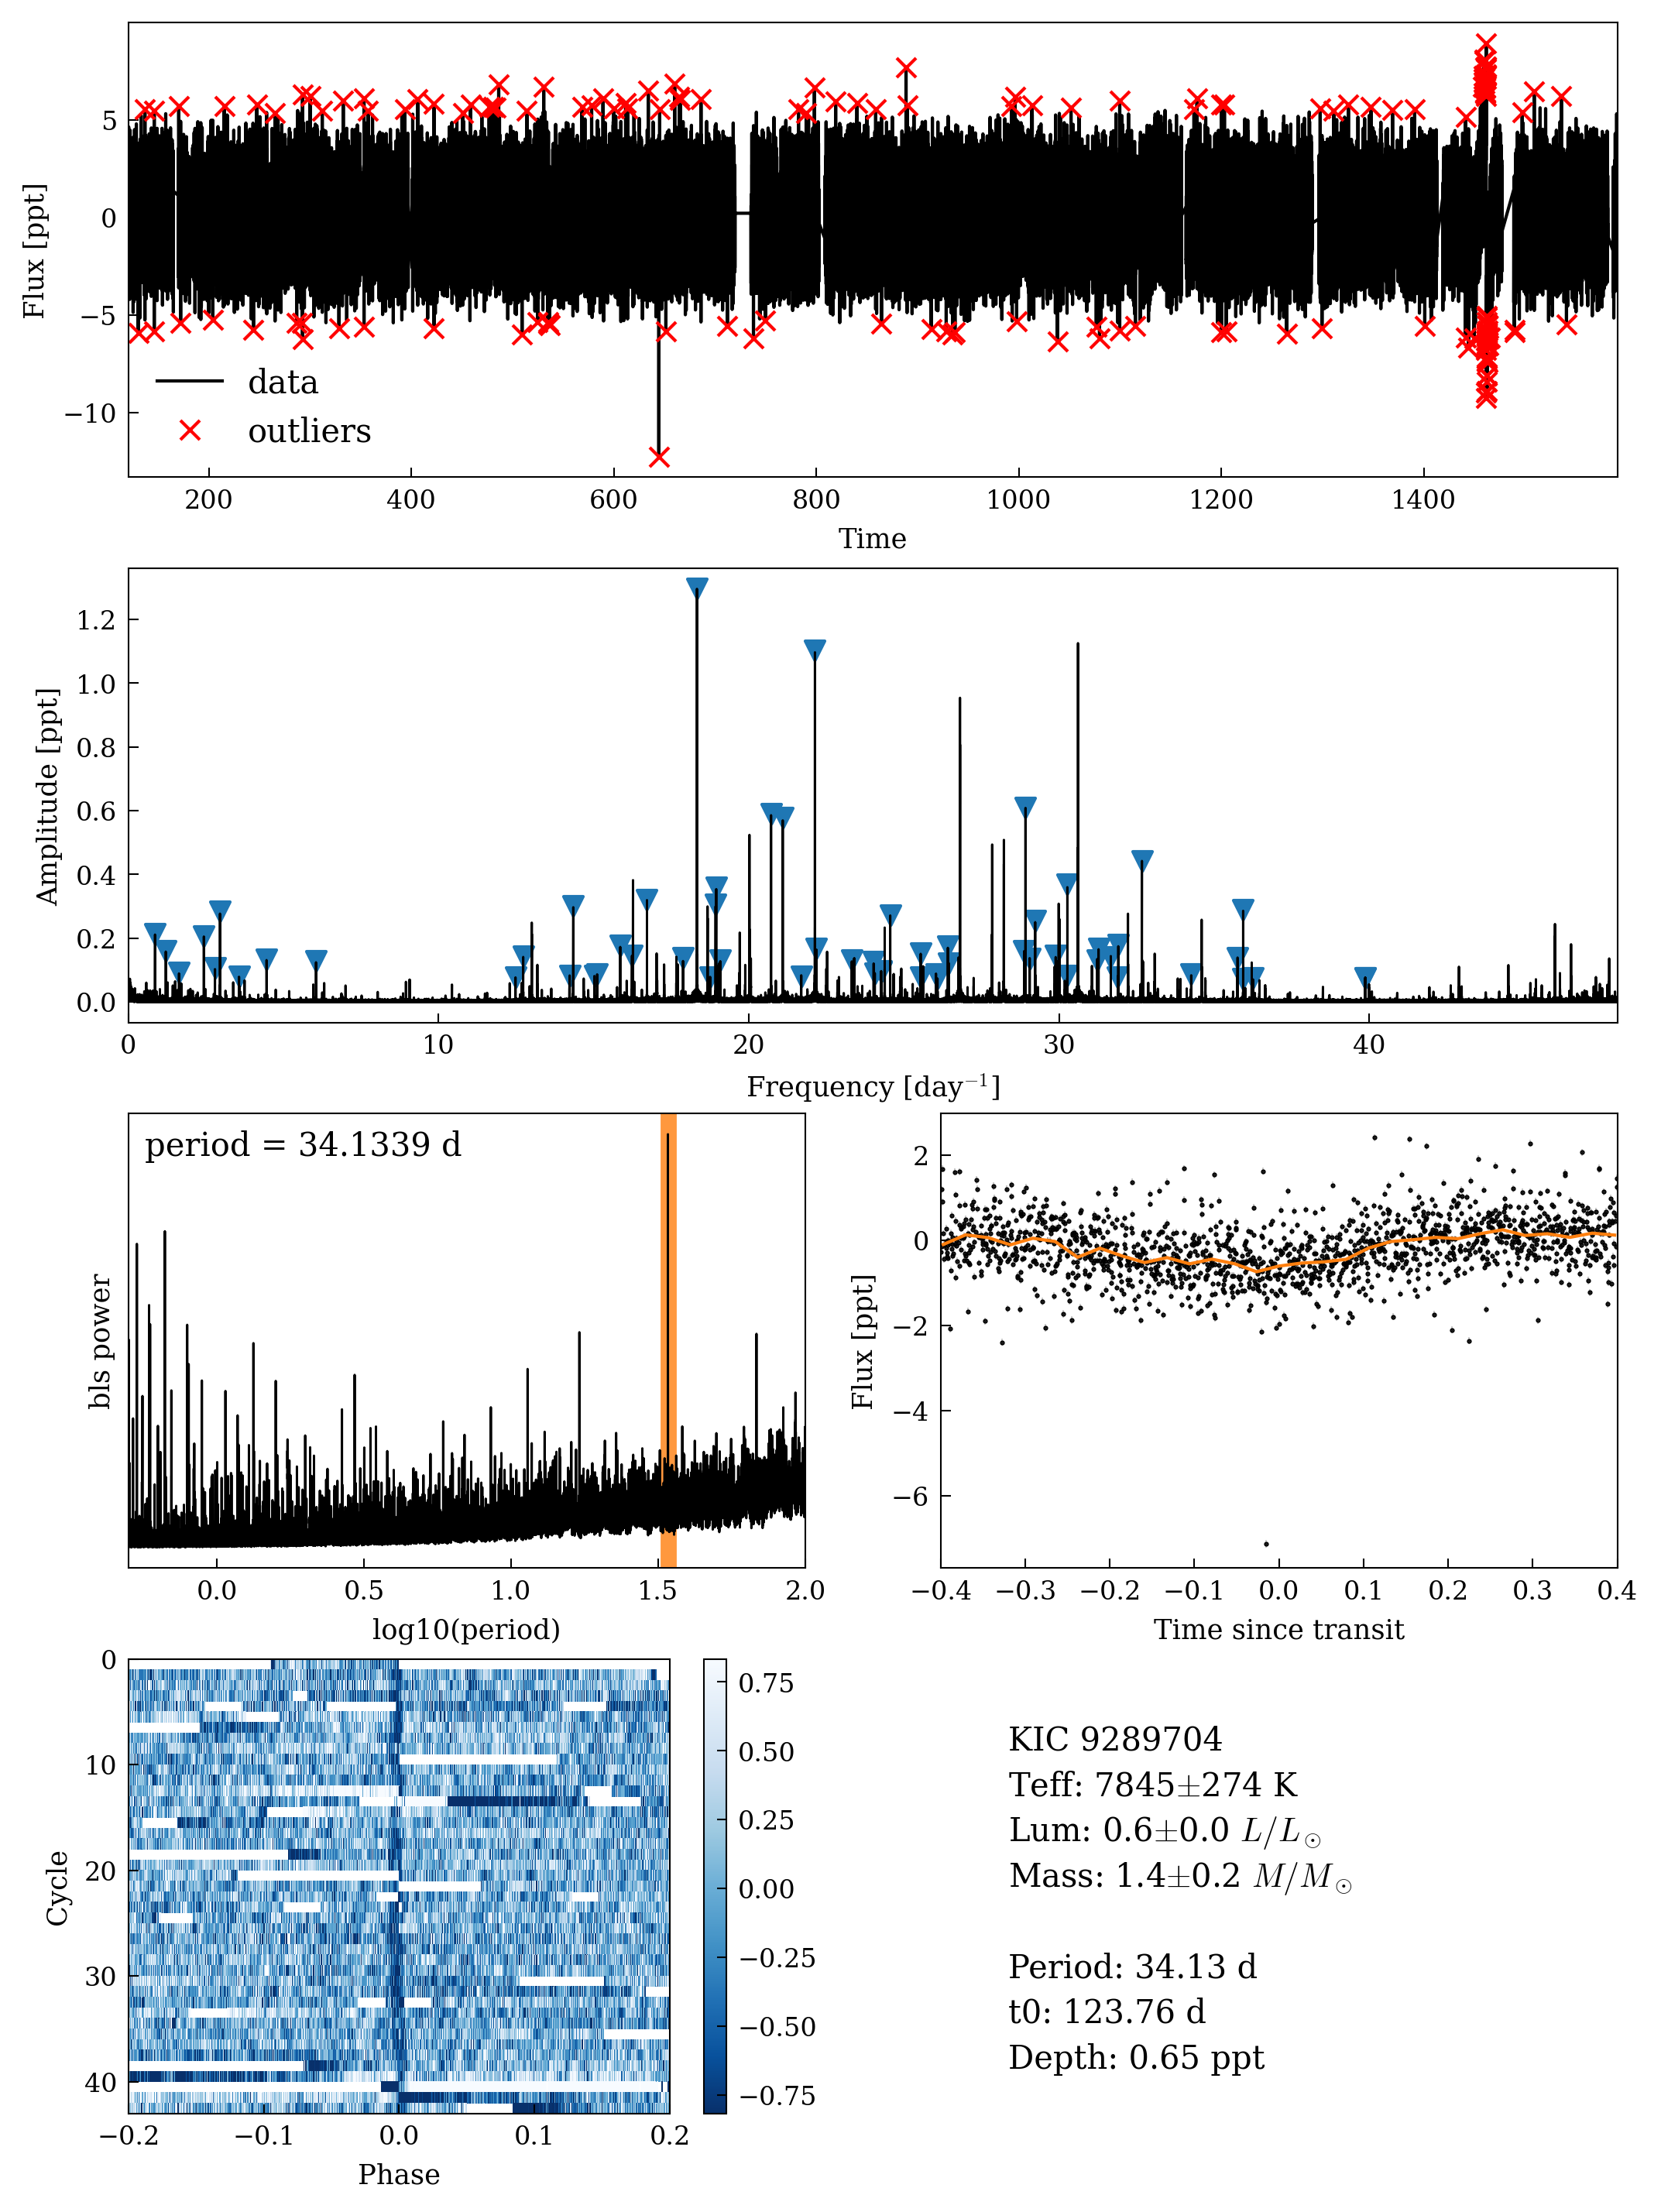 5
0
−5
−10
Flux [ppt]
data
outliers
200 400 600 800 1000 1200 1400
Time
1.2
1.0
0.8
0.6
0.4
0.2
0.0
Amplitude [ppt]
0 10 20 30 40
Frequency [day⁻¹]
period = 34.1339 d
bls power
0.0 0.5 1.0 1.5 2.0
log10(period)
2
0
−2
−4
−6
Flux [ppt]
−0.4 −0.3 −0.2 −0.1 0.0 0.1 0.2 0.3 0.4
Time since transit
0
10
20
30
40
Cycle
−0.2 −0.1 0.0 0.1 0.2
Phase
0.75
0.50
0.25
0.00
−0.25
−0.50
−0.75
KIC 9289704
Teff: 7845±274 K
Lum: 0.6±0.0 L/L☉
Mass: 1.4±0.2 M/M☉
Period: 34.13 d
t0: 123.76 d
Depth: 0.65 ppt